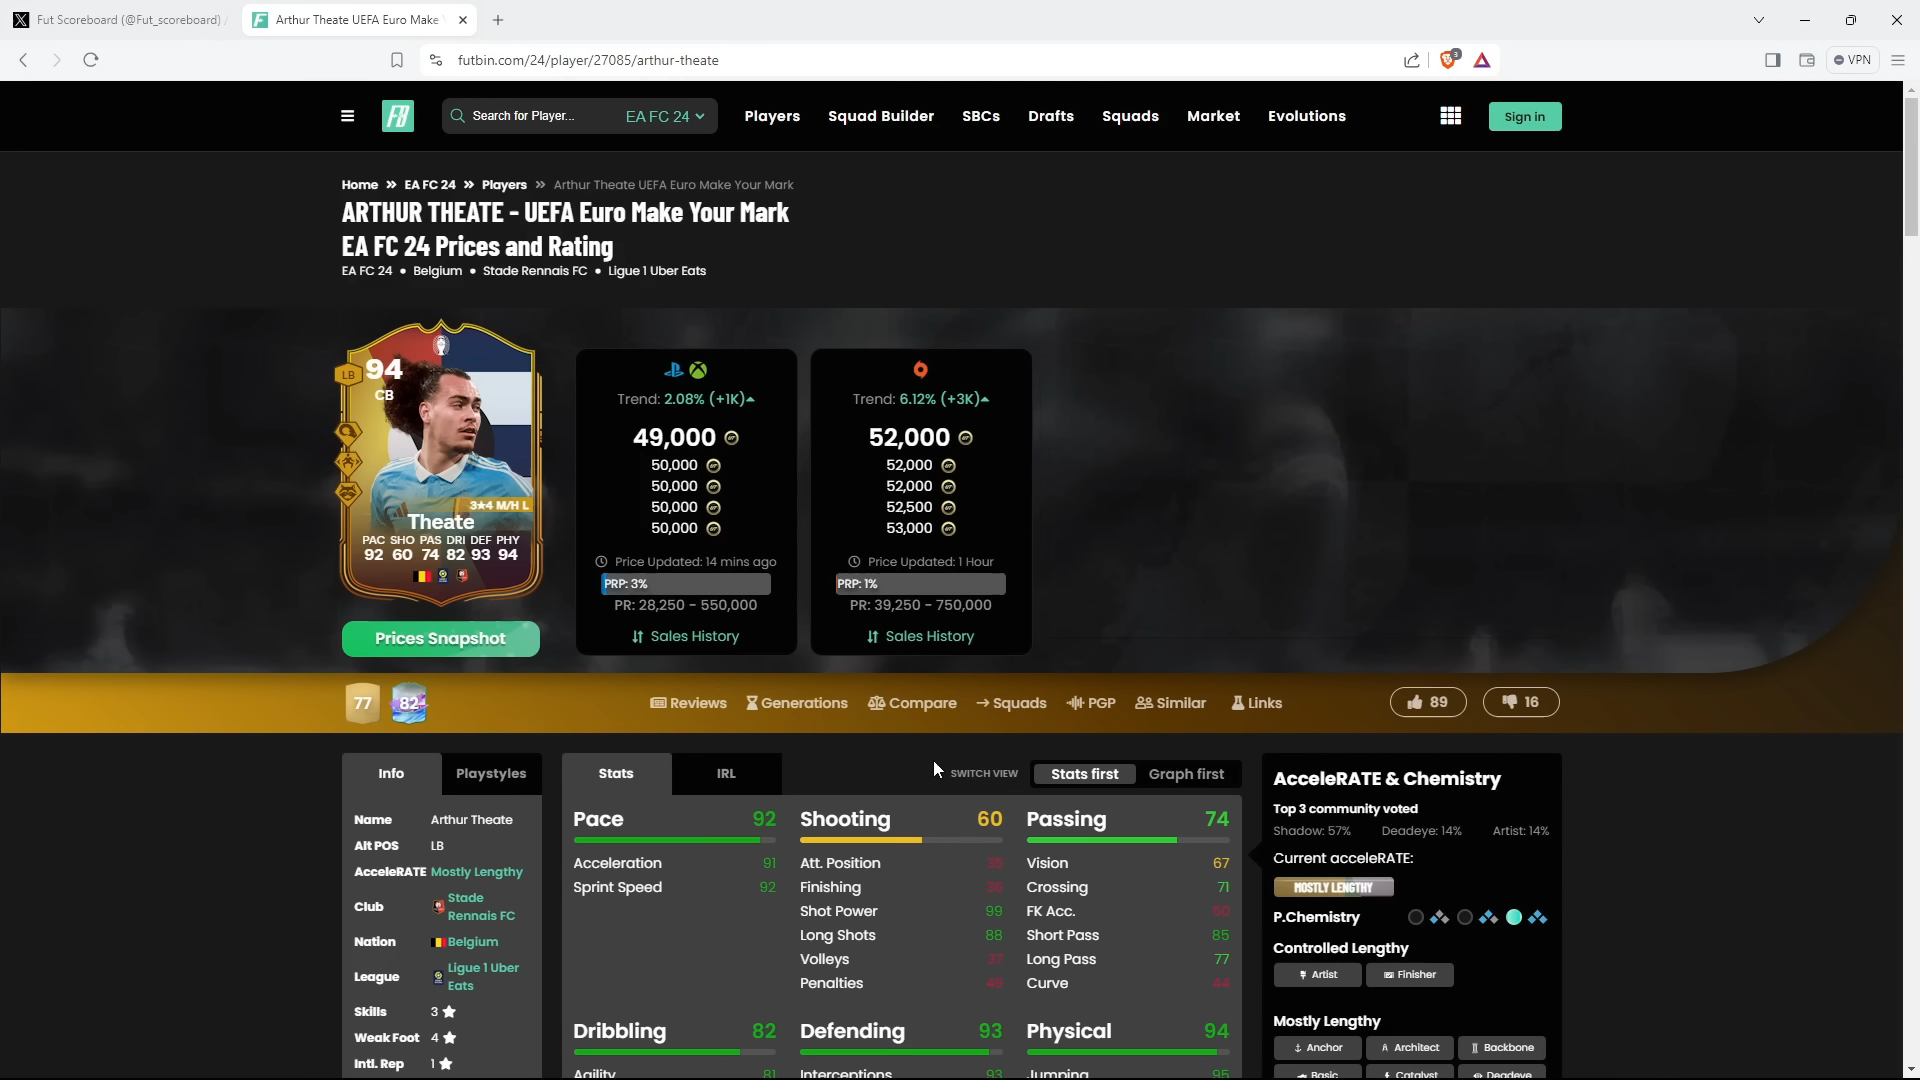 Fut Scoreboard (@Fut_scoreboard) /
Arthur Theate UEFA Euro Make
futbin.com/24/player/27085/arthur-theate
VPN
Search for Player...
EA FC 24
Players
Squad Builder
SBCs
Drafts
Squads
Market
Evolutions
Sign in
Home » EA FC 24 » Players » Arthur Theate UEFA Euro Make Your Mark
ARTHUR THEATE - UEFA Euro Make Your Mark
EA FC 24 Prices and Rating
EA FC 24 • Belgium • Stade Rennais FC • Ligue 1 Uber Eats
LB
94
CB
3★4 M/H L
Theate
PAC SHO PAS DRI DEF PHY
92 60 74 82 93 94
Prices Snapshot
Trend: 2.08% (+1K)
49,000
50,000
50,000
50,000
50,000
Price Updated: 14 mins ago
PRP: 3%
PR: 28,250 - 550,000
Sales History
Trend: 6.12% (+3K)
52,000
52,000
52,000
52,500
53,000
Price Updated: 1 Hour
PRP: 1%
PR: 39,250 - 750,000
Sales History
77
82
Reviews
Generations
Compare
Squads
PGP
Similar
Links
89
16
Info
Playstyles
Name Arthur Theate
Alt POS LB
AcceleRATE Mostly Lengthy
Club Stade
Rennais FC
Nation Belgium
League Ligue 1 Uber
Eats
Skills 3
Weak Foot 4
Intl. Rep 1
Stats
IRL
SWITCH VIEW
Stats first
Graph first
Pace 92
Acceleration 91
Sprint Speed 92
Shooting 60
Att. Position
Finishing
Shot Power 99
Long Shots 88
Volleys 37
Penalties
Passing 74
Vision 67
Crossing 71
FK Acc.
Short Pass 85
Long Pass 77
Curve 44
Dribbling 82
Agility 81
Defending 93
Interceptions 93
Physical 94
Jumping 95
AcceleRATE & Chemistry
Top 3 community voted
Shadow: 57% Deadeye: 14% Artist: 14%
Current acceleRATE:
MOSTLY LENGTHY
P.Chemistry
Controlled Lengthy
Artist
Finisher
Mostly Lengthy
Anchor
Architect
Backbone
Basic
Catalyst
Deadeye